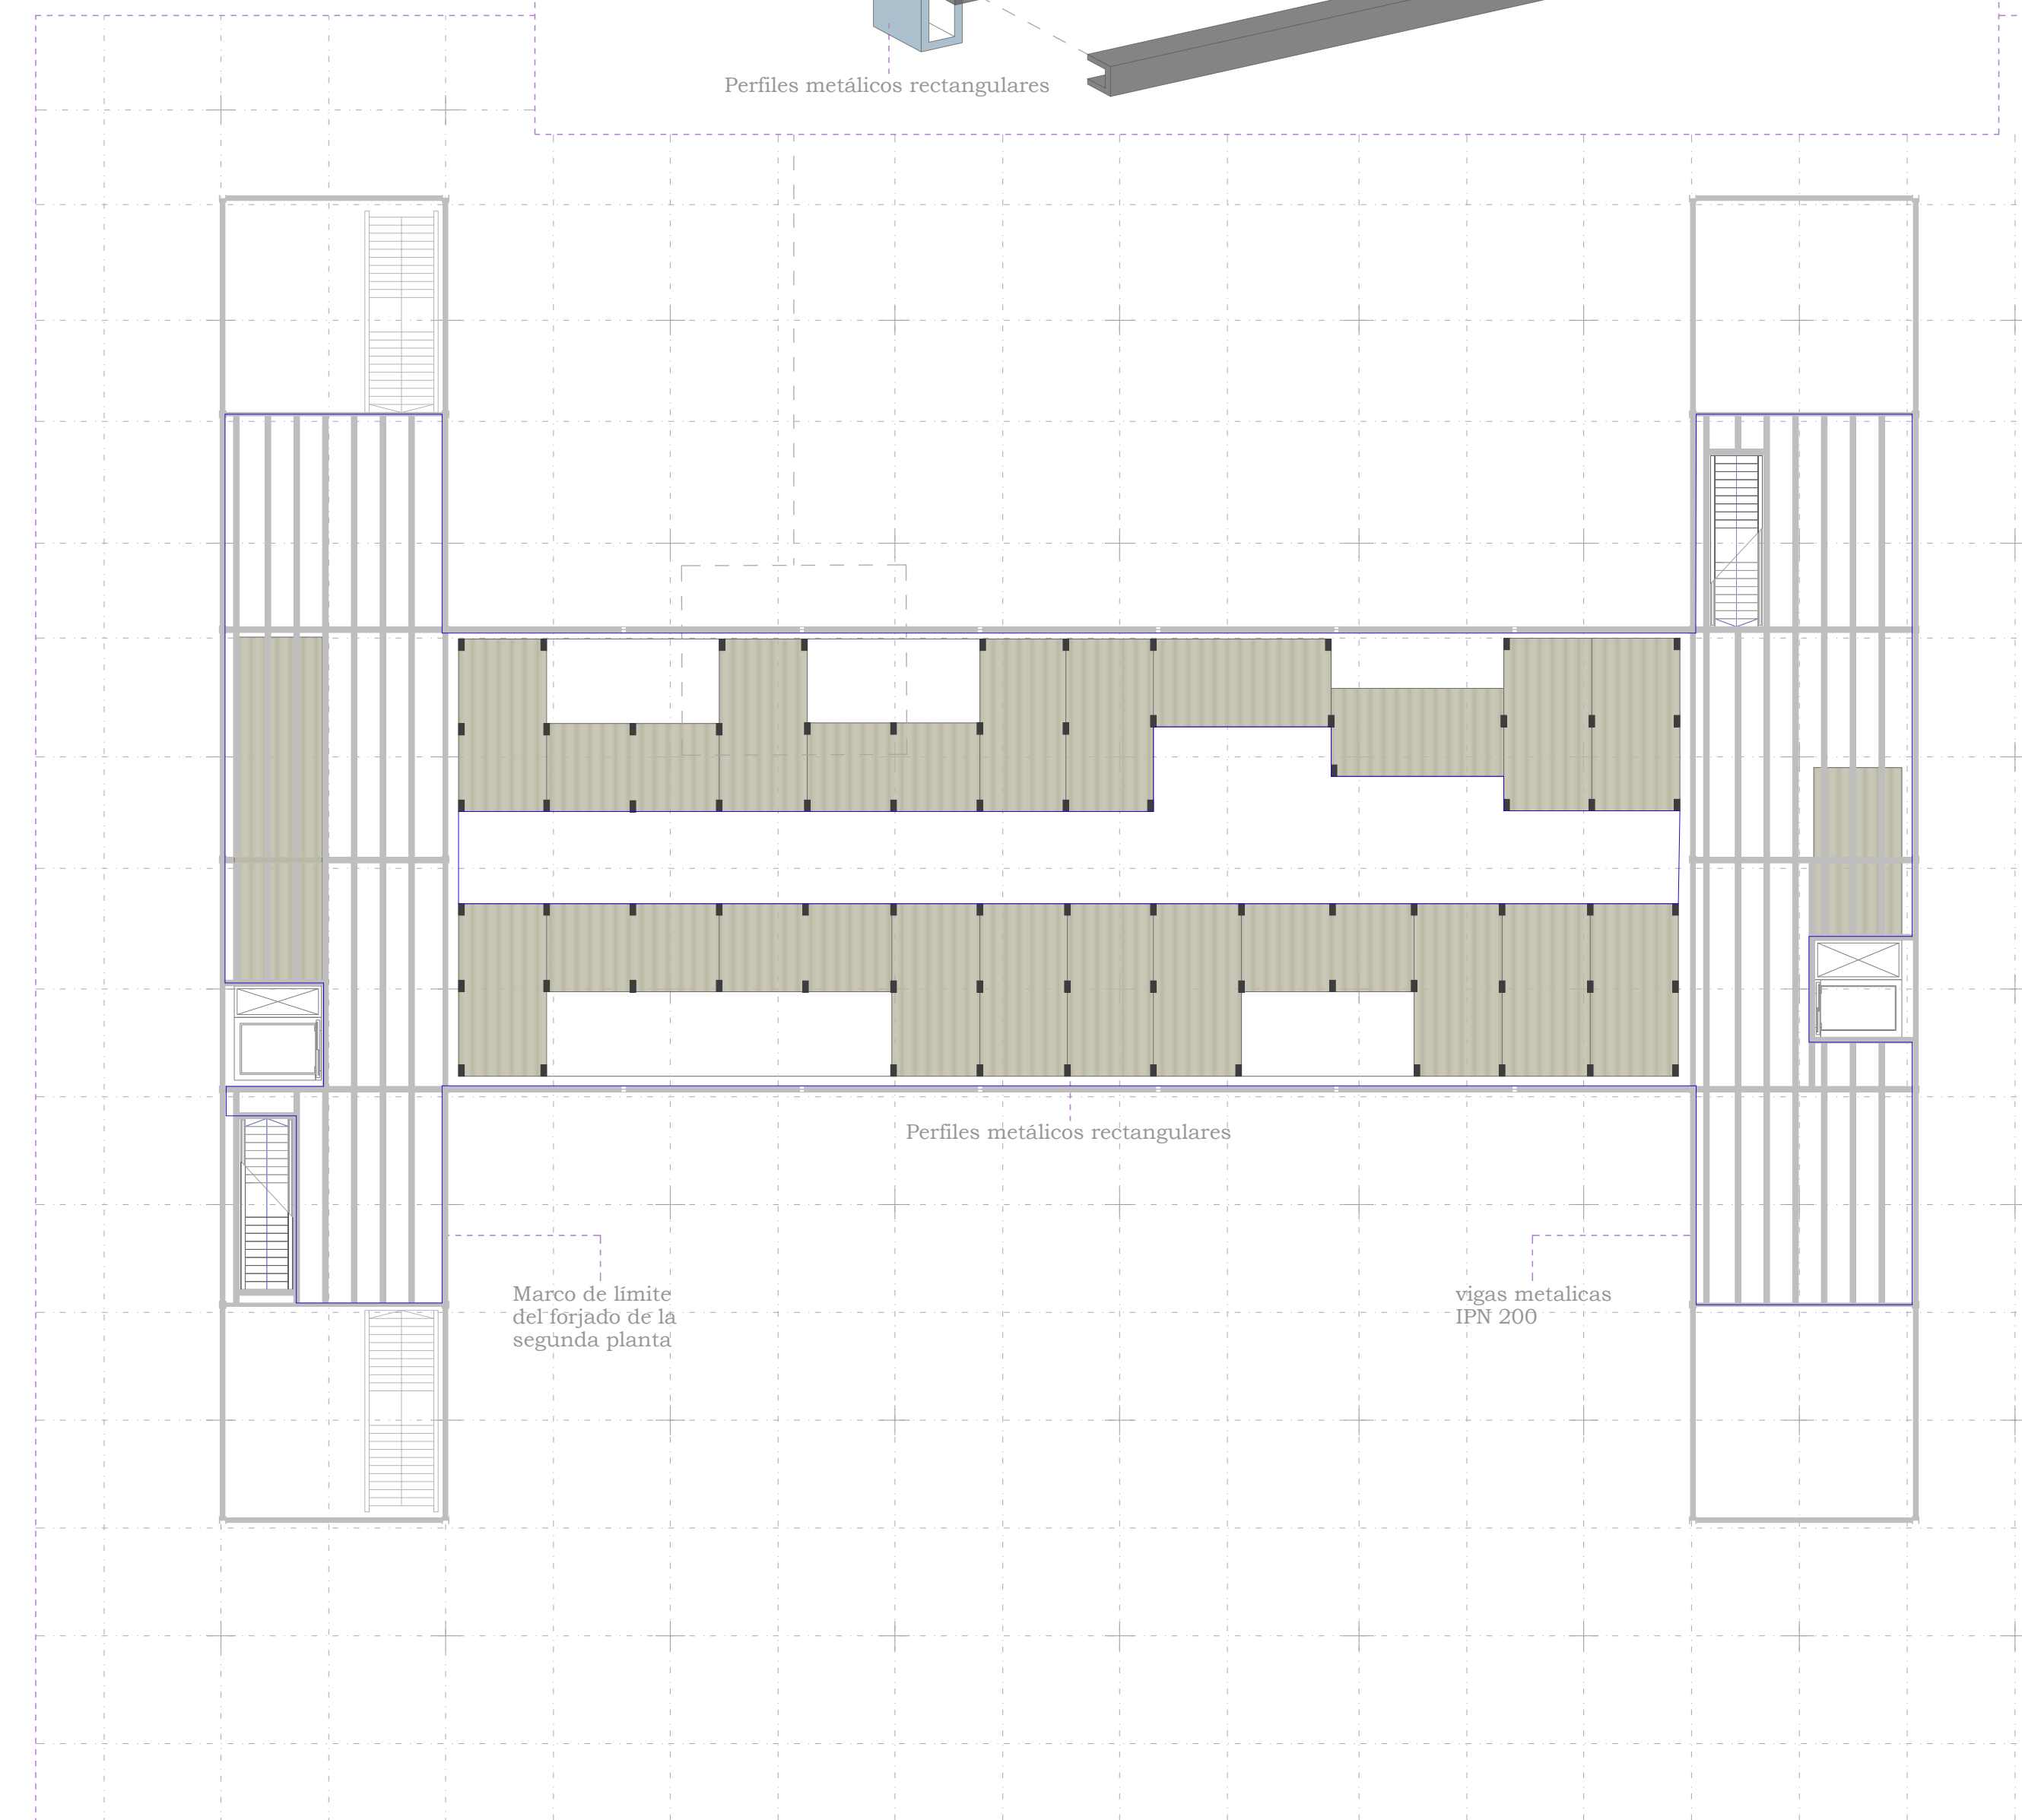 Perfiles metálicos rectangulares
Perfiles metálicos rectangulares
Marco de límite
del forjado de la
segunda planta
vigas metalicas
IPN 200